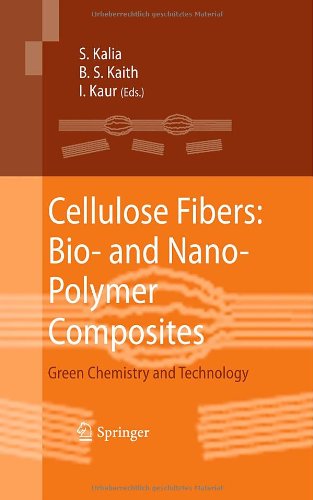 Urheberrechtlich geschütztes Material
S. Kalia
B. S. Kaith
I. Kaur (Eds.)
Cellulose Fibers:
Bio- and Nano-
Polymer
Composites
Green Chemistry and Technology
Springer
Urheberrechtlich geschütztes Material